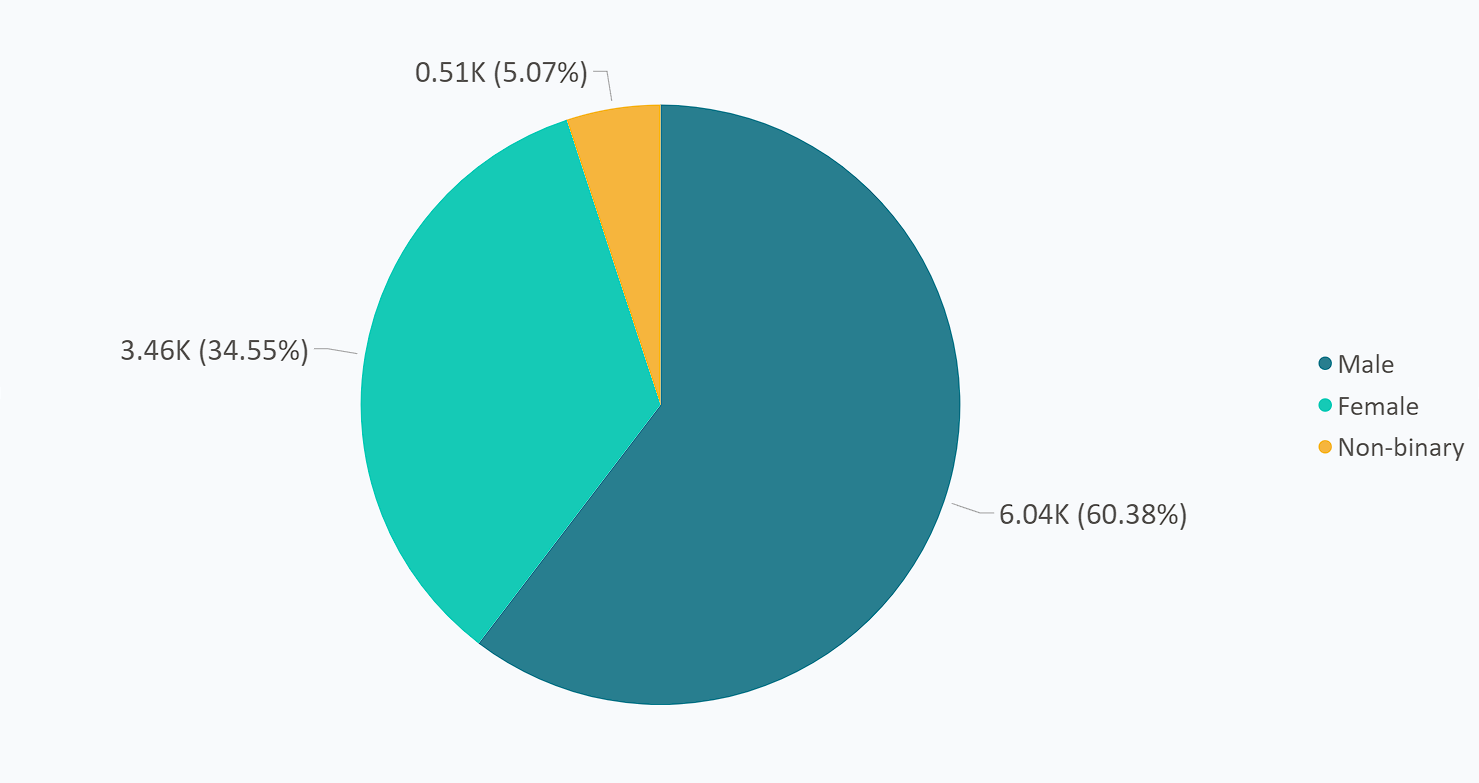 0.51K (5.07%)
3.46K (34.55%)
6.04K (60.38%)
Male
Female
Non-binary